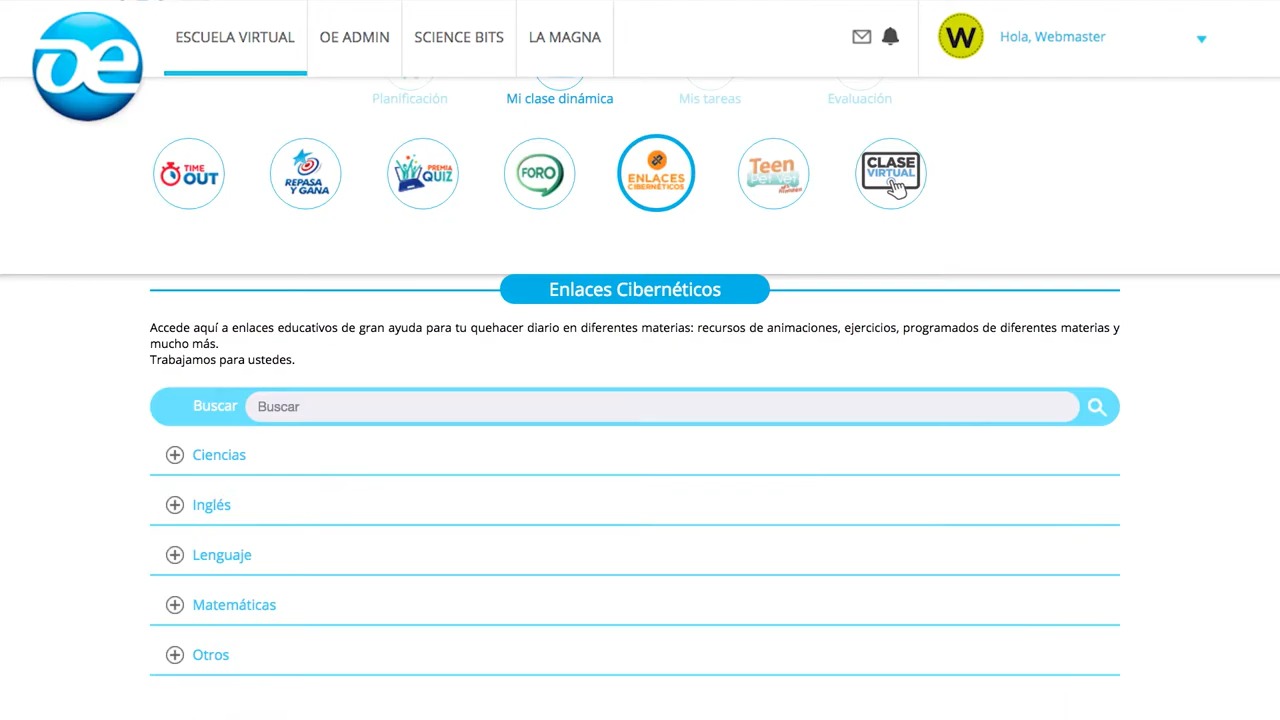 oe
ESCUELA VIRTUAL
OE ADMIN
SCIENCE BITS
LA MAGNA
W
Hola, Webmaster
Planificación
Mi clase dinámica
Mis tareas
Evaluación
TIME OUT
REPASA Y GANA
PREMIA QUIZ
FORO
ENLACES CIBERNÉTICOS
Teen
CLASE VIRTUAL
Enlaces Cibernéticos
Accede aquí a enlaces educativos de gran ayuda para tu quehacer diario en diferentes materias: recursos de animaciones, ejercicios, programados de diferentes materias y
mucho más.
Trabajamos para ustedes.
Buscar
Buscar
Ciencias
Inglés
Lenguaje
Matemáticas
Otros